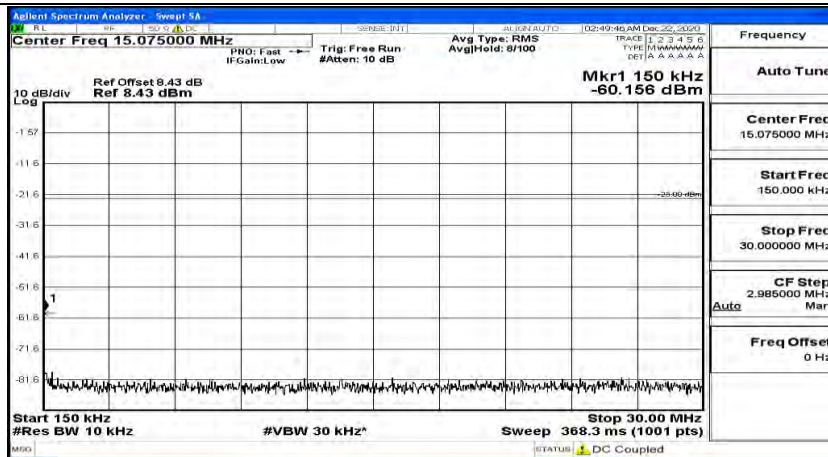 Agilent Spectrum Analyzer - Swept SA
RL RF 50 Ω DC SENSE:INT ALIGN AUTO 02:49:46 AM Dec 22, 2020
Center Freq 15.075000 MHz
PNO: Fast
IFGain:Low
Trig: Free Run
#Atten: 10 dB
Avg Type: RMS
Avg|Hold: 8/100
TRACE 1 2 3 4 5 6
TYPE M WWWWW
DET A A A A A A
Frequency
Ref Offset 8.43 dB
Ref 8.43 dBm
10 dB/div
Log
Mkr1 150 kHz
-60.156 dBm
-1.57
-11.6
-21.6
-31.6
-41.6
-51.6
-61.6
-71.6
-81.6
1
Start 150 kHz
#Res BW 10 kHz
#VBW 30 kHz*
Stop 30.00 MHz
Sweep 368.3 ms (1001 pts)
MSG
STATUS DC Coupled
Auto Tune
Center Freq
15.075000 MHz
Start Freq
150.000 kHz
Stop Freq
30.000000 MHz
CF Step
2.985000 MHz
Auto Man
Freq Offset
0 Hz